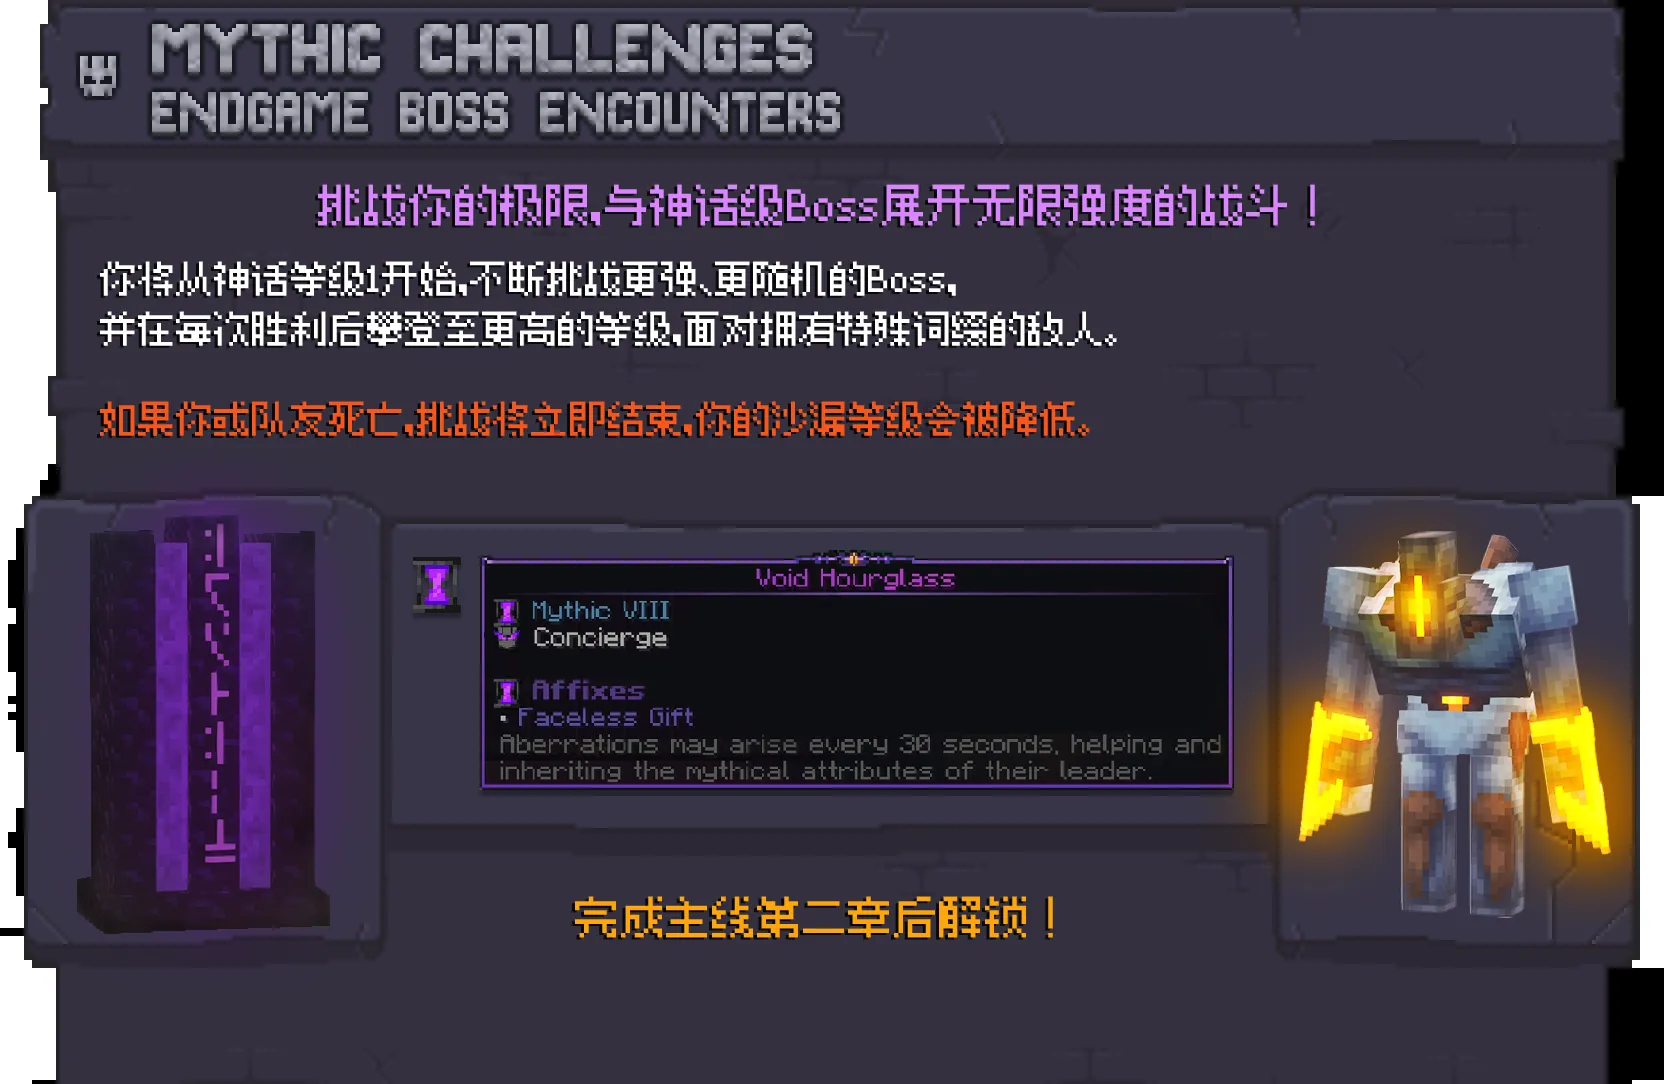 MYTHIC CHALLENGES
ENDGAME BOSS ENCOUNTERS
挑战你的极限,与神话级Boss展开无限强度的战斗！
你将从神话等级1开始,不断挑战更强、更随机的Boss,
并在每次胜利后攀登至更高的等级,面对拥有特殊词缀的敌人。
如果你或队友死亡,挑战将立即结束,你的沙漏等级会被降低。
Void Hourglass
Mythic VIII
Concierge
Affixes
• Faceless Gift
Aberrations may arise every 30 seconds, helping and
inheriting the mythical attributes of their leader.
完成主线第二章后解锁！